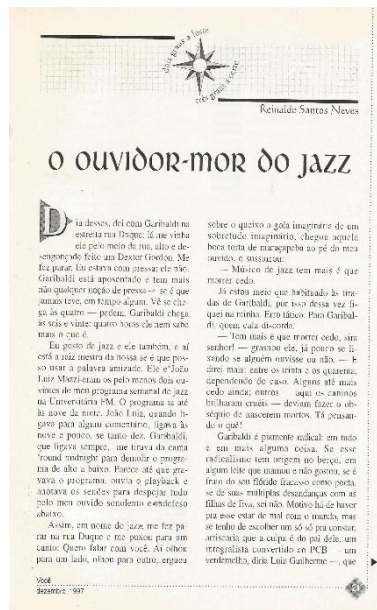 dois graus a leste
três graus a oeste
Reinaldo Santos Neves
O OUVIDOR-MOR DO JAZZ
Dia desses, dei com Garibaldi na
estreita rua Duque: lá me vinha
ele pelo meio da rua, alto e de-
sengonçado feito um Dexter Gordon. Me
fez parar. Eu estava com pressa; ele não.
Garibaldi está aposentado e tem mais
não qualquer noção de pressa — se é que
jamais teve, em tempo algum. Vê se che-
ga às quatro — pedem. Garibaldi chega
às seis e vinte: quatro horas ele nem sabe
mais o que é.
Eu gosto de jazz e ele também, e aí
está a raiz mestra da nossa se é que pos-
so usar a palavra amizade. Ele e João
Luiz Mazzi eram os pelo menos dois ou-
vintes do meu programa semanal de jazz
na Universitária FM. O programa ia até
às nove da noite. João Luiz, quando li-
gava para algum comentário, ligava às
nove e pouco, se tanto dez. Garibaldi,
que ligava sempre, me tirava da cama
'round midnight para demolir o progra-
ma de alto a baixo. Parece até que gra-
vava o programa, ouvia o playback e
anotava os senões para despejar tudo
pelo meu ouvido sonolento e indefeso
abaixo.
Assim, em nome do jazz, me fez pa-
rar na rua Duque e me puxou para um
canto: Quero falar com você. Aí olhou
para um lado, olhou para outro, ergueu
sobre o queixo a gola imaginária de um
sobretudo imaginário, chegou aquela
boca torta de maracapeba ao pé do meu
ouvido, e sussurrou:
— Músico de jazz tem mais é que
morrer cedo.
Já estou meio que habituado às tira-
das de Garibaldi, por isso dessa vez fi-
quei na minha. Erro tático. Para Garibal-
di, quem cala discorda.
— Tem mais é que morrer cedo, sim
senhor! — grasnou ele, já pouco se li-
xando se alguém ouvisse ou não. — E
direi mais: entre os trinta e os quarenta,
dependendo do caso. Alguns até mais
cedo ainda; outros — aqui os caninos
brilharam cruéis — deviam fazer o ob-
séquio de nascerem mortos. Tá pensan-
do o quê!
Garibaldi é piamonte radical: em tudo
e em mais alguma coisa. Se esse
radicalismo tem origem no berço, em
algum leite que mamou e não gostou, se é
fruto do seu flórido fracasso como poeta,
se de suas múltiplas desandanças com as
filhas de Eva, sei não. Motivo há de haver
pra esse estar de mal com o mundo, mas
se tenho de escolher um só pra constar,
arriscaria que a culpa é do pai dele, um
integralista convertido ao PCB — um
verdemelho, diria Luiz Guilherme —, que
Você
dezembro, 1997